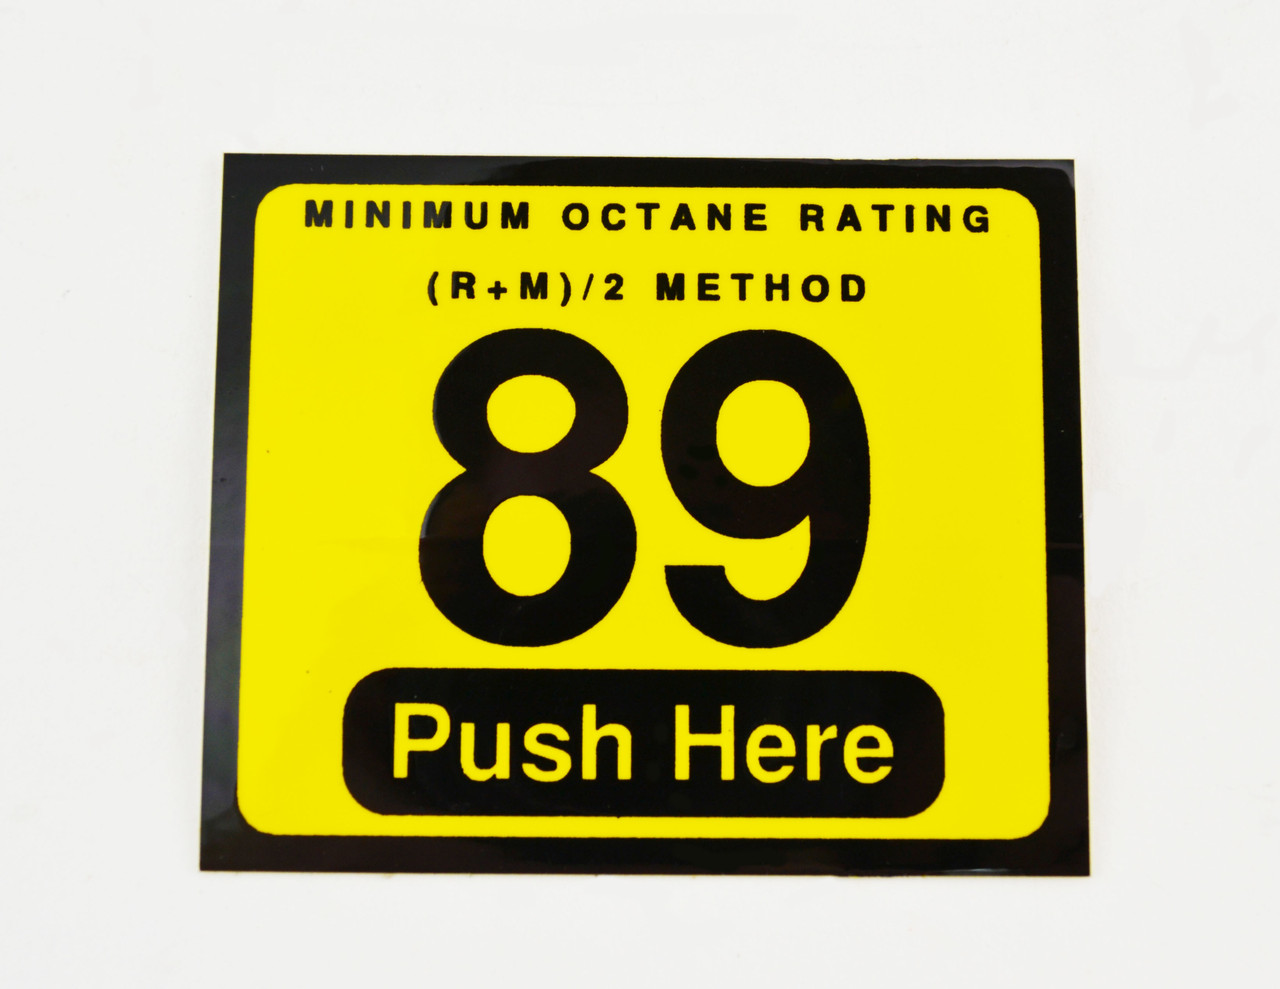 MINIMUM OCTANE RATING
(R+M)/2 METHOD
89
Push Here